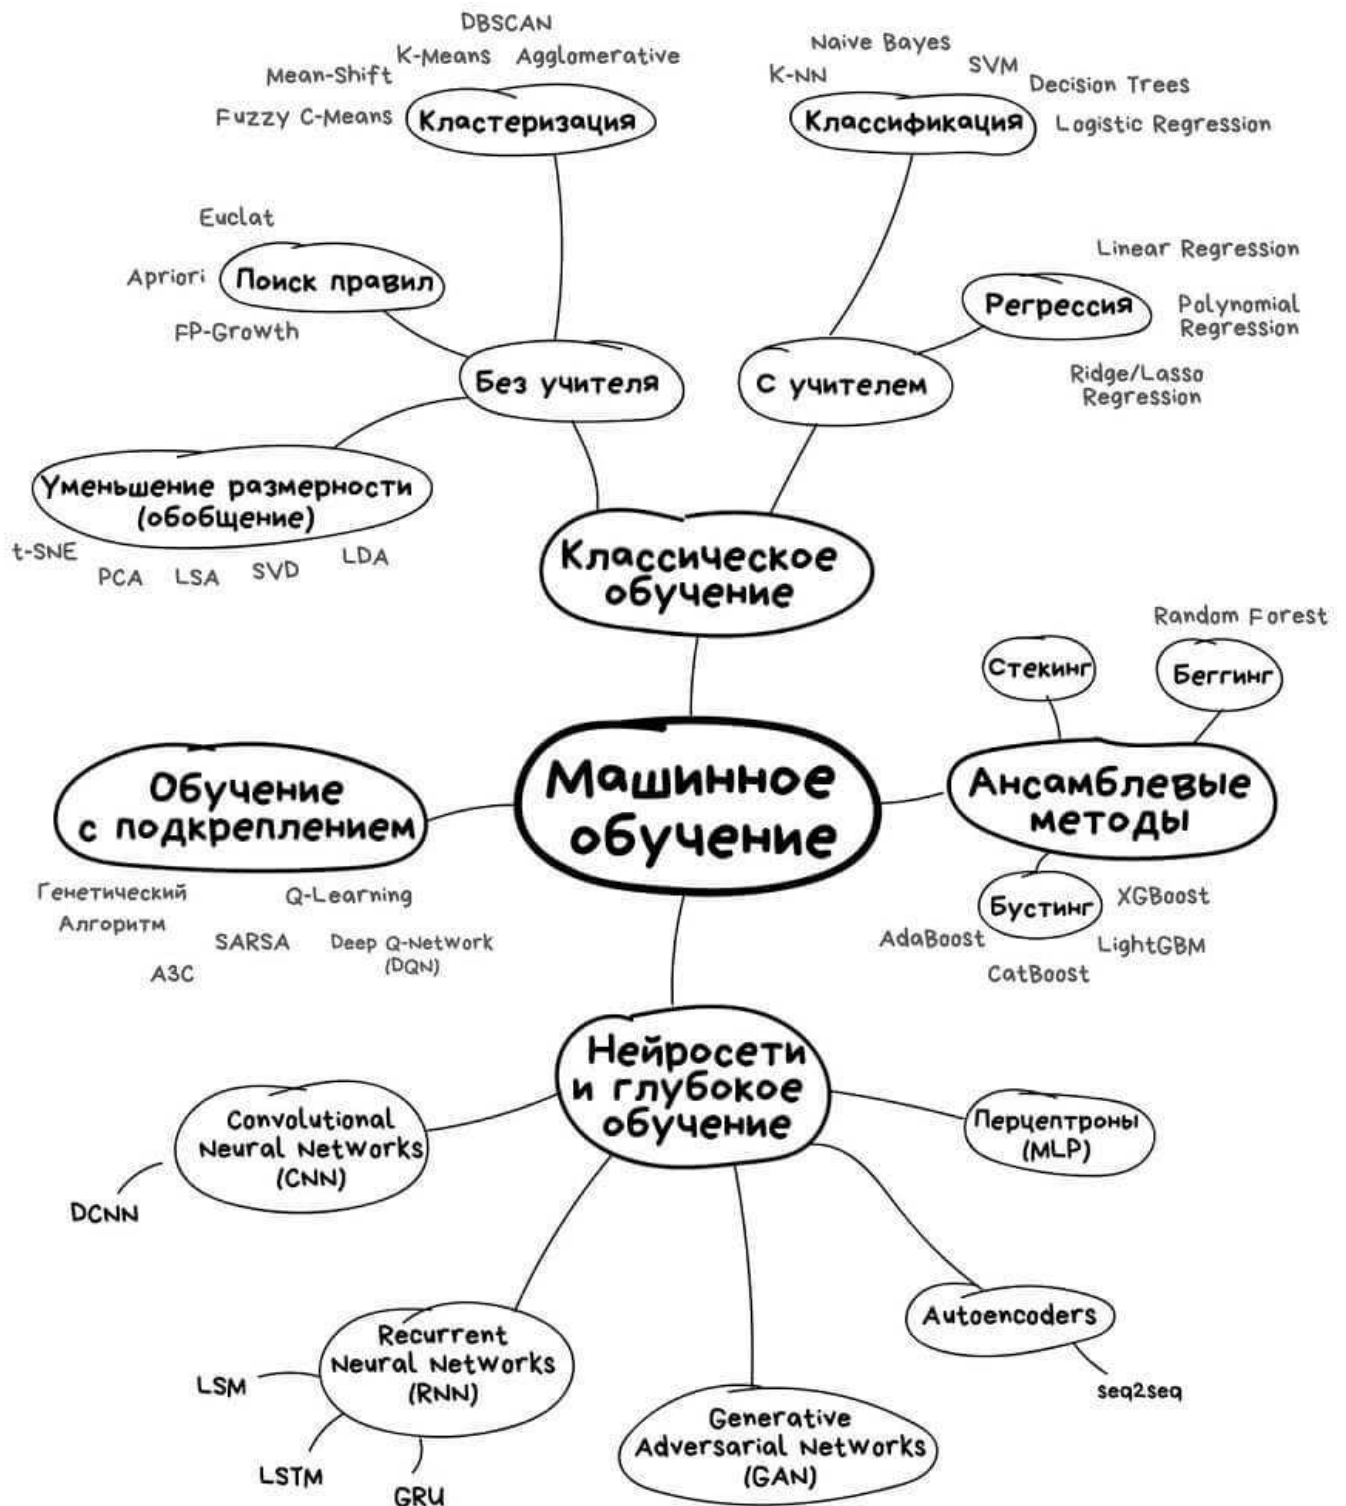 DBSCAN
K-Means
Agglomerative
Mean-Shift
Fuzzy C-Means
Кластеризация
Naive Bayes
K-NN
SVM
Decision Trees
Классификация
Logistic Regression
Euclat
Apriori
Поиск правил
FP-Growth
Linear Regression
Регрессия
Polynomial
Regression
Ridge/Lasso
Regression
Без учителя
С учителем
Уменьшение размерности
(обобщение)
t-SNE
PCA
LSA
SVD
LDA
Классическое
обучение
Random Forest
Стекинг
Беггинг
Обучение
с подкреплением
Машинное
обучение
Ансамблевые
методы
Генетический
Алгоритм
Q-Learning
SARSA
Deep Q-Network
(DQN)
A3C
Бустинг
XGBoost
AdaBoost
LightGBM
CatBoost
Нейросети
и глубокое
обучение
Convolutional
Neural Networks
(CNN)
DCNN
Перцептроны
(MLP)
Autoencoders
seq2seq
Recurrent
Neural Networks
(RNN)
LSM
LSTM
GRU
Generative
Adversarial Networks
(GAN)